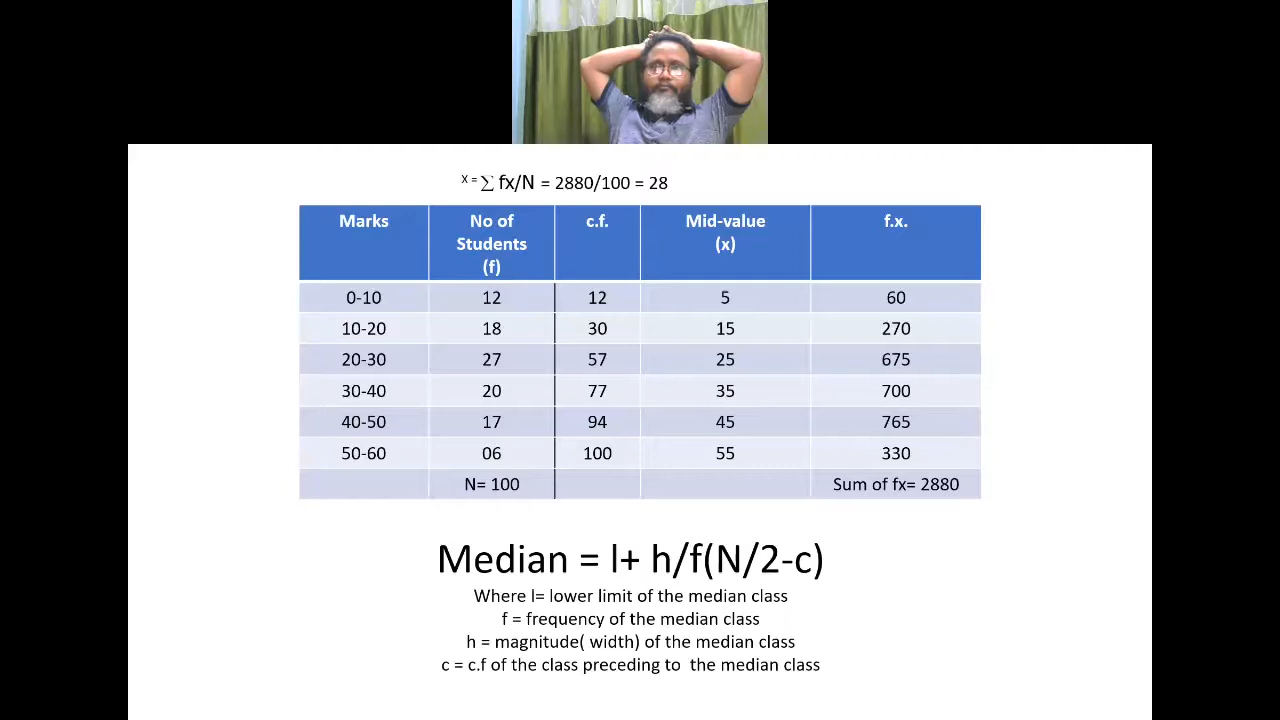 X = ∑ fx/N = 2880/100 = 28
Marks No of Students (f) c.f. Mid-value (x) f.x.
0-10 12 12 5 60
10-20 18 30 15 270
20-30 27 57 25 675
30-40 20 77 35 700
40-50 17 94 45 765
50-60 06 100 55 330
N= 100 Sum of fx= 2880
Median = l+ h/f(N/2-c)
Where l= lower limit of the median class
f = frequency of the median class
h = magnitude( width) of the median class
c = c.f of the class preceding to the median class